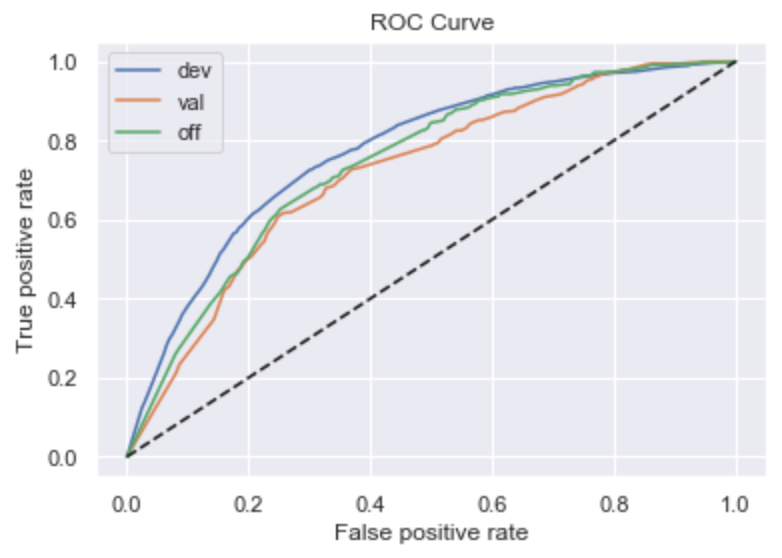 ROC Curve
dev
val
off
True positive rate
1.0
0.8
0.6
0.4
0.2
0.0
0.0 0.2 0.4 0.6 0.8 1.0
False positive rate